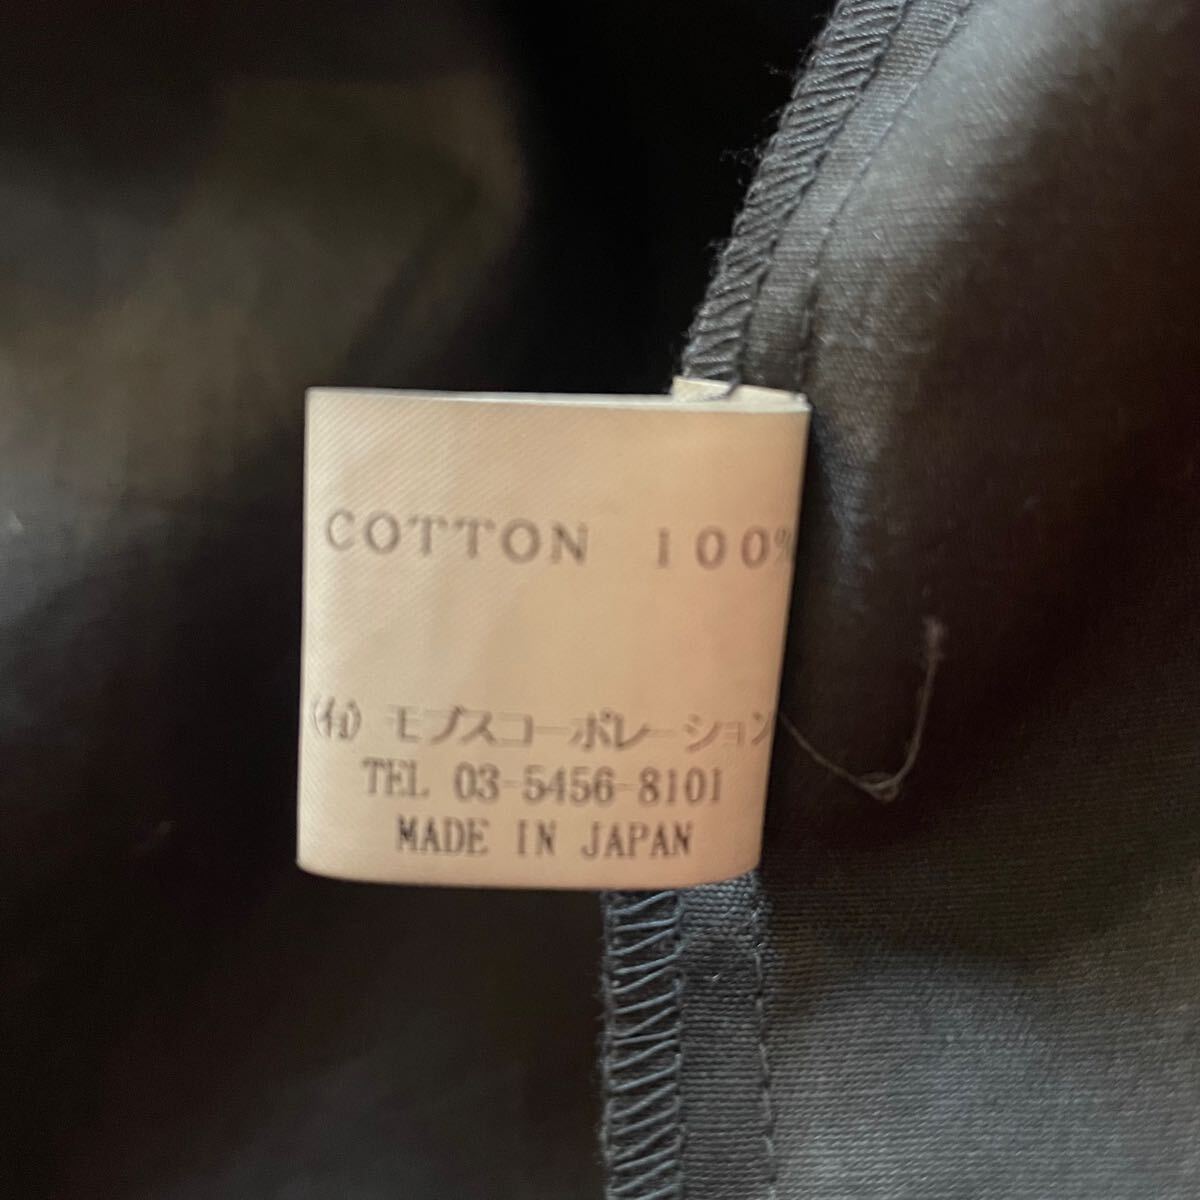 COTTON 100%
(有) モブスコーポレーション
TEL 03-5456-8101
MADE IN JAPAN